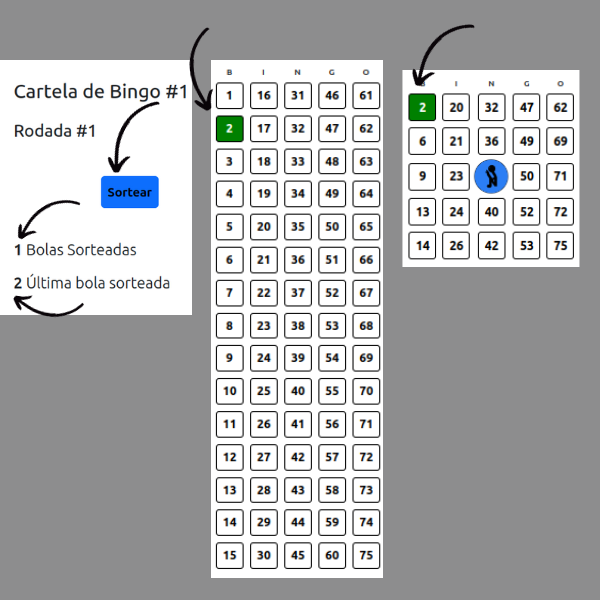 Cartela de Bingo #1
Rodada #1
Sortear
1 Bolas Sorteadas
2 Última bola sorteada
B I N G O
1 16 31 46 61
2 17 32 47 62
3 18 33 48 63
4 19 34 49 64
5 20 35 50 65
6 21 36 51 66
7 22 37 52 67
8 23 38 53 68
9 24 39 54 69
10 25 40 55 70
11 26 41 56 71
12 27 42 57 72
13 28 43 58 73
14 29 44 59 74
15 30 45 60 75
B I N G O
2 20 32 47 62
6 21 36 49 69
9 23 50 71
13 24 40 52 72
14 26 42 53 75